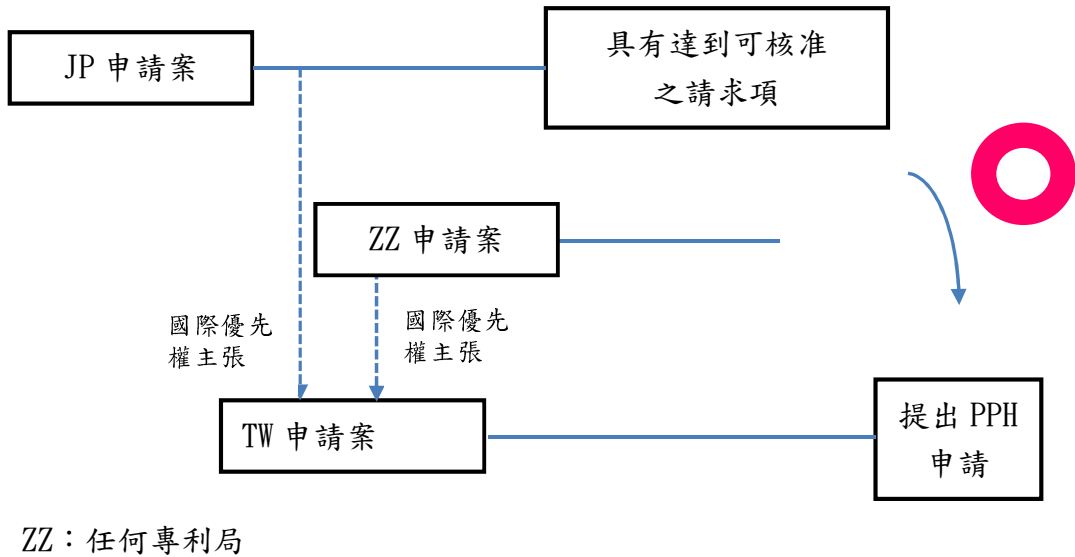 JP 申請案
具有達到可核准
之請求項
ZZ 申請案
國際優先
權主張
國際優先
權主張
TW 申請案
提出 PPH
申請
ZZ：任何專利局